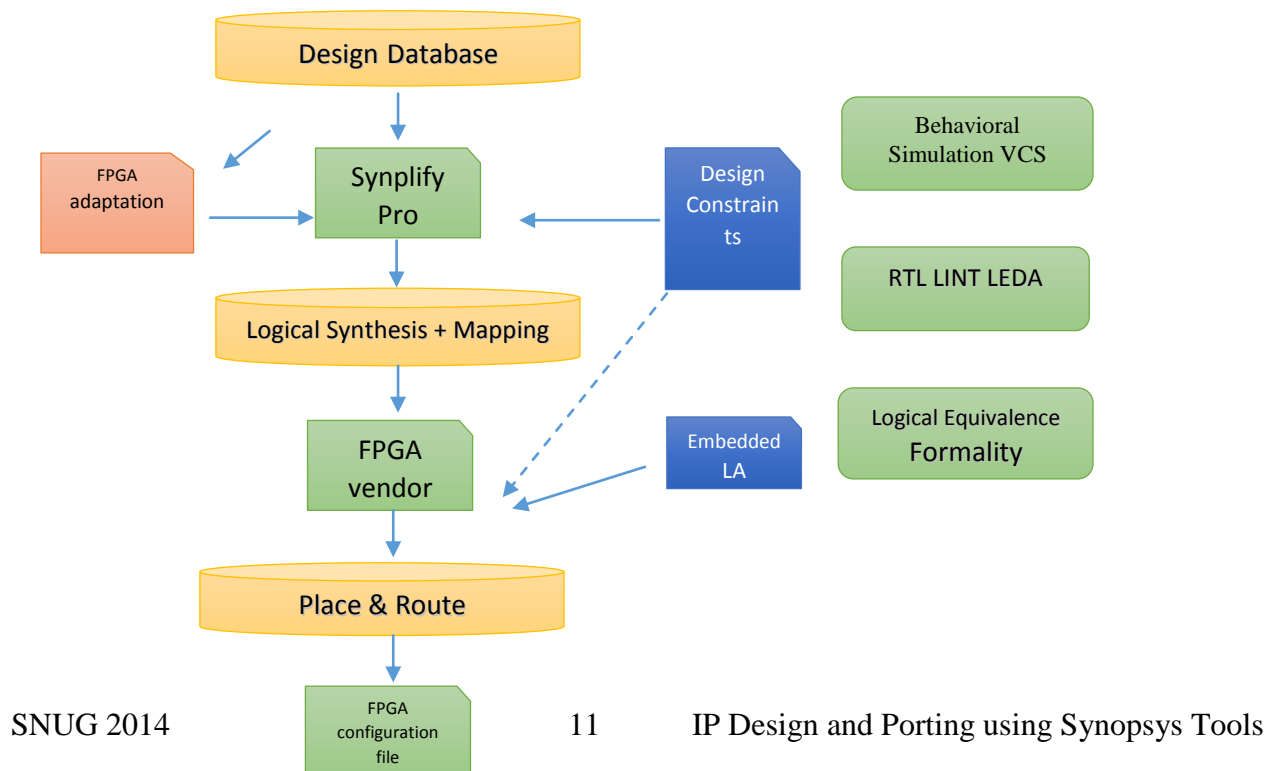 Design Database
FPGA
adaptation
Synplify
Pro
Design
Constrain
ts
Behavioral
Simulation VCS
RTL LINT LEDA
Logical Synthesis + Mapping
FPGA
vendor
Embedded
LA
Logical Equivalence
Formality
Place & Route
FPGA
configuration
file
SNUG 2014
11
IP Design and Porting using Synopsys Tools